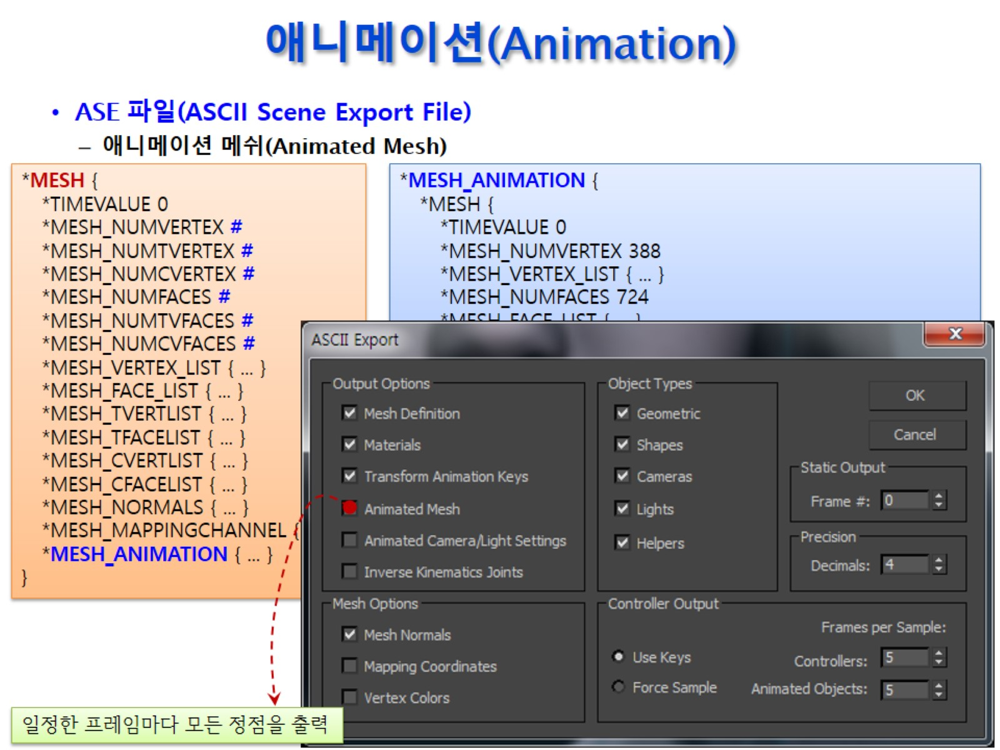 애니메이션(Animation)
• ASE 파일(ASCII Scene Export File)
– 애니메이션 메쉬(Animated Mesh)
*MESH {
*TIMEVALUE 0
*MESH_NUMVERTEX #
*MESH_NUMTVERTEX #
*MESH_NUMCVERTEX #
*MESH_NUMFACES #
*MESH_NUMTVFACES #
*MESH_NUMCVFACES #
*MESH_VERTEX_LIST { ... }
*MESH_FACE_LIST { ... }
*MESH_TVERTLIST { ... }
*MESH_TFACELIST { ... }
*MESH_CVERTLIST { ... }
*MESH_CFACELIST { ... }
*MESH_NORMALS { ... }
*MESH_MAPPINGCHANNEL {
*MESH_ANIMATION { ... }
}
*MESH_ANIMATION {
*MESH {
*TIMEVALUE 0
*MESH_NUMVERTEX 388
*MESH_VERTEX_LIST { ... }
*MESH_NUMFACES 724
*MESH_FACE_LIST { ... }
ASCII Export
Output Options
Mesh Definition
Materials
Transform Animation Keys
Animated Mesh
Animated Camera/Light Settings
Inverse Kinematics Joints
Mesh Options
Mesh Normals
Mapping Coordinates
Vertex Colors
Object Types
Geometric
Shapes
Cameras
Lights
Helpers
OK
Cancel
Static Output
Frame #: 0
Precision
Decimals: 4
Controller Output
Frames per Sample:
Use Keys
Controllers: 5
Force Sample
Animated Objects: 5
일정한 프레임마다 모든 정점을 출력